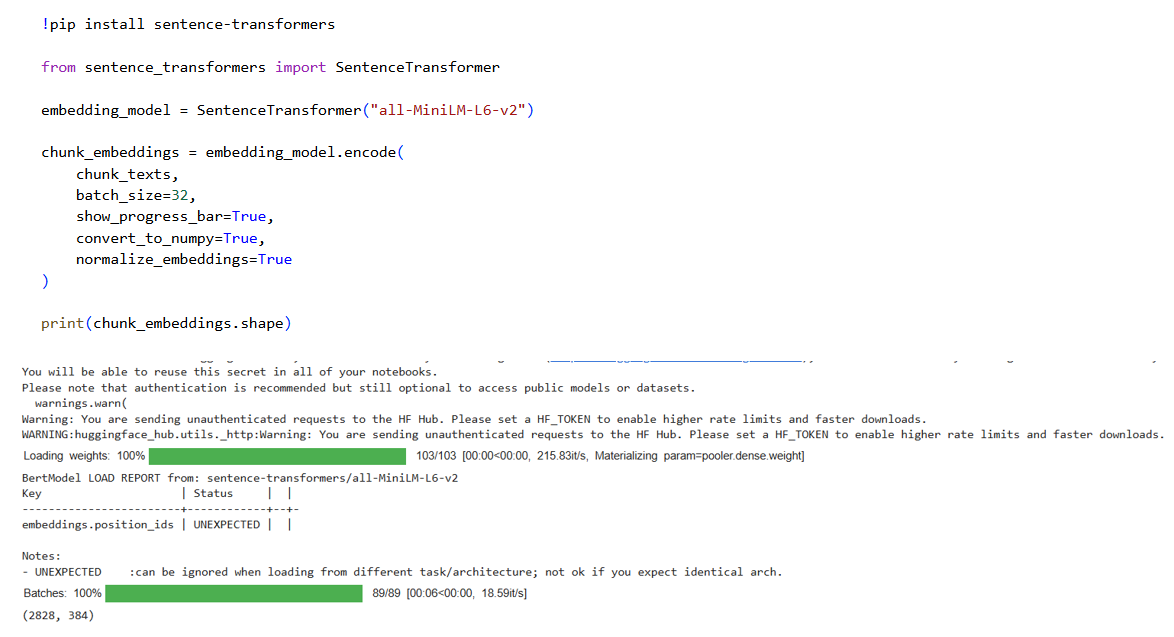 !pip install sentence-transformers
from sentence_transformers import SentenceTransformer
embedding_model = SentenceTransformer("all-MiniLM-L6-v2")
chunk_embeddings = embedding_model.encode(
    chunk_texts,
    batch_size=32,
    show_progress_bar=True,
    convert_to_numpy=True,
    normalize_embeddings=True
)
print(chunk_embeddings.shape)
You will be able to reuse this secret in all of your notebooks.
Please note that authentication is recommended but still optional to access public models or datasets.
  warnings.warn(
Warning: You are sending unauthenticated requests to the HF Hub. Please set a HF_TOKEN to enable higher rate limits and faster downloads.
WARNING:huggingface_hub.utils._http:Warning: You are sending unauthenticated requests to the HF Hub. Please set a HF_TOKEN to enable higher rate limits and faster downloads.
Loading weights: 100% 103/103 [00:00<00:00, 215.83it/s, Materializing param=pooler.dense.weight]
BertModel LOAD REPORT from: sentence-transformers/all-MiniLM-L6-v2
Key                     | Status     |  |
------------------------+------------+--+-
embeddings.position_ids | UNEXPECTED |  |
Notes:
- UNEXPECTED    :can be ignored when loading from different task/architecture; not ok if you expect identical arch.
Batches: 100% 89/89 [00:06<00:00, 18.59it/s]
(2828, 384)